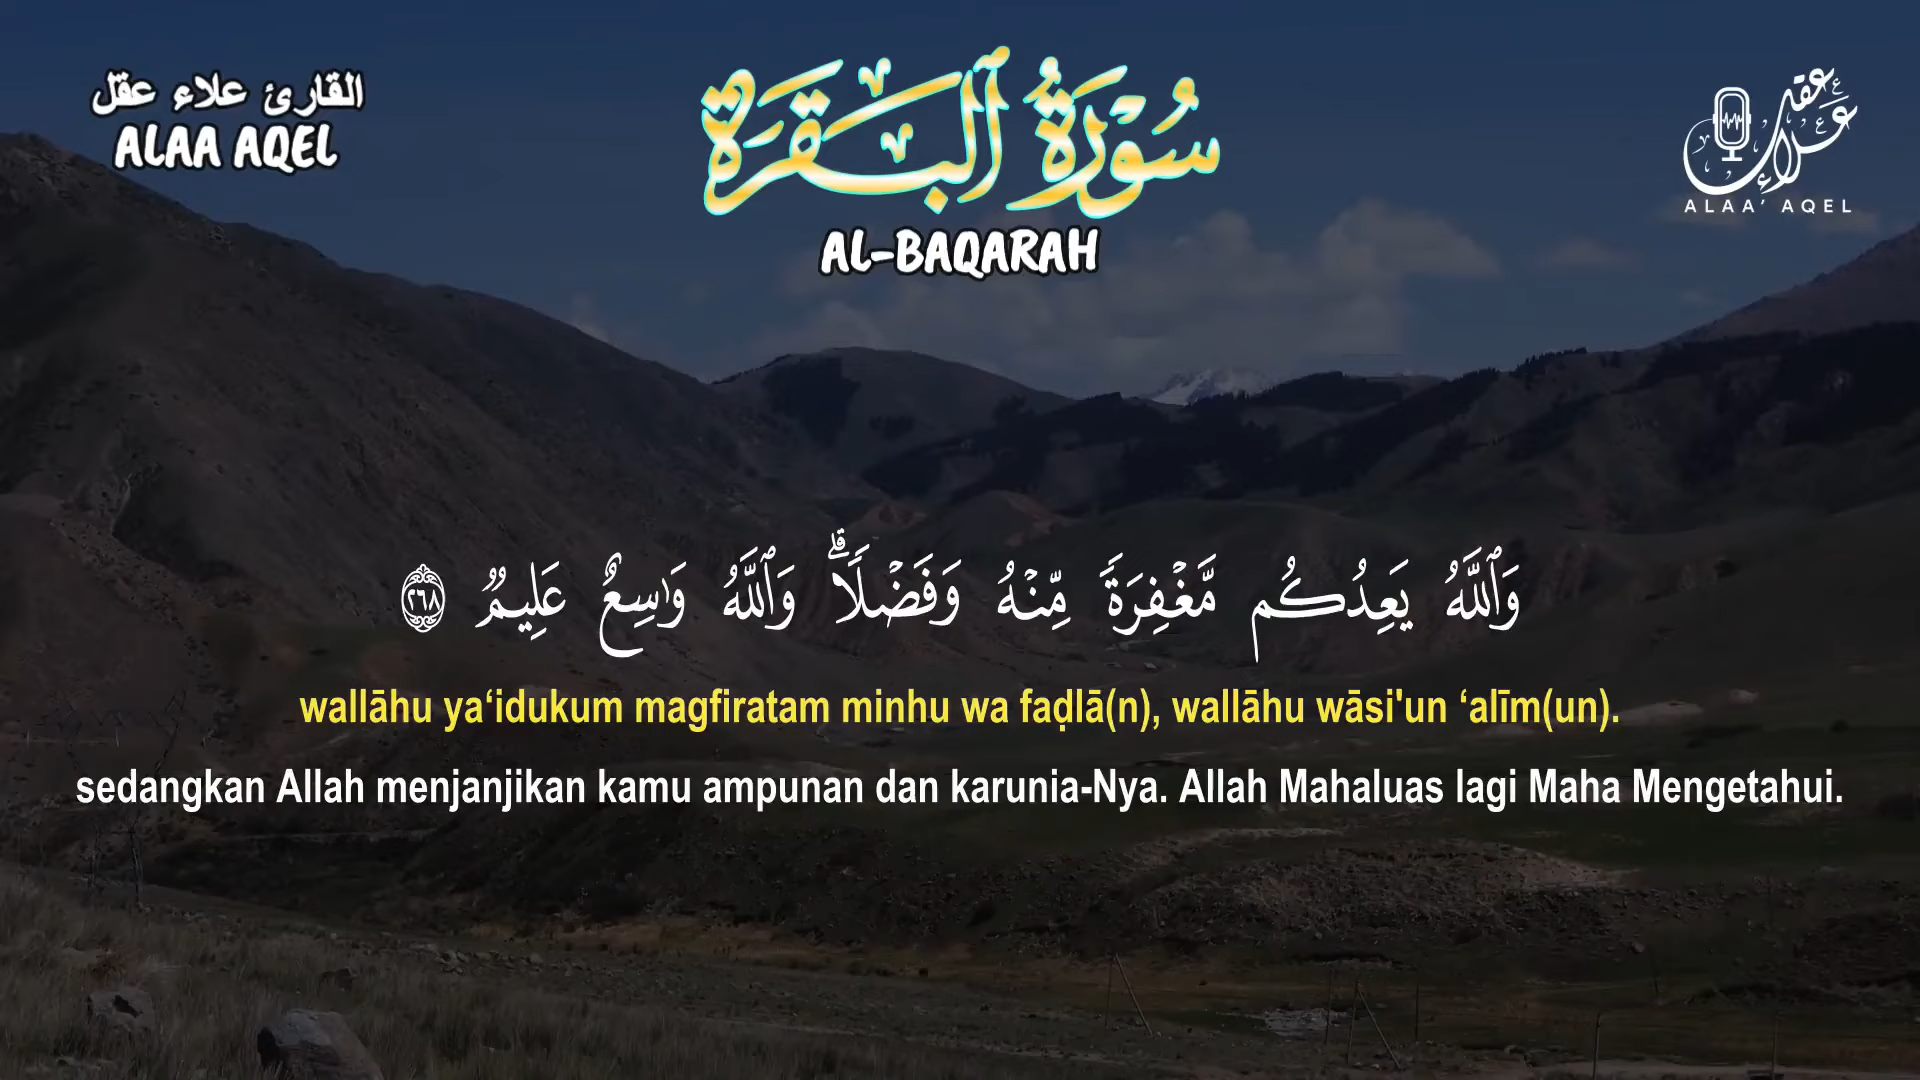 القارئ علاء عقل
ALAA AQEL
سُوْرَةُ ٱلْبَقَرَةِ
AL-BAQARAH
علاء عقل
ALAA' AQEL
وَٱللَّهُ يَعِدُكُم مَّغْفِرَةً مِّنْهُ وَفَضْلًاۗ وَٱللَّهُ وَٰسِعٌ عَلِيمٌ ٢٦٨
wallāhu ya‘idukum magfiratam minhu wa faḍlā(n), wallāhu wāsi'un ‘alīm(un).
sedangkan Allah menjanjikan kamu ampunan dan karunia-Nya. Allah Mahaluas lagi Maha Mengetahui.